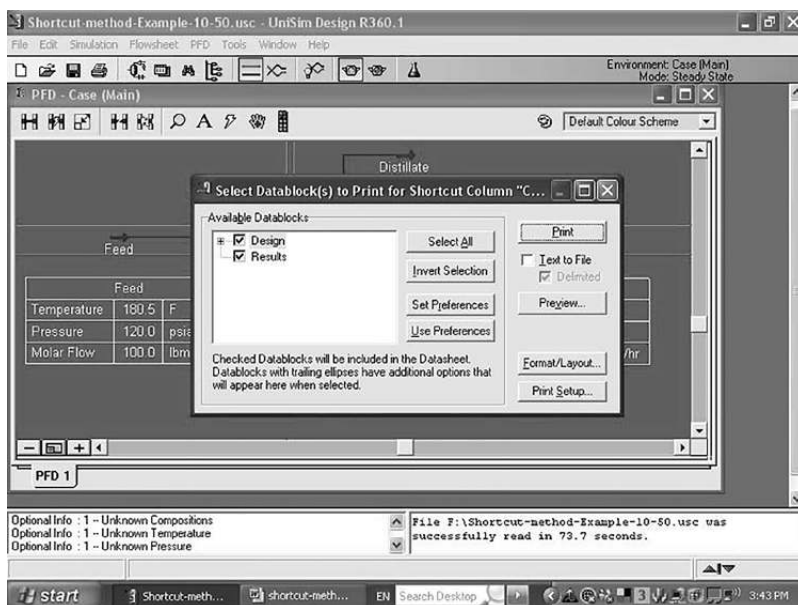 Shortcut-method-Example-10-50.usc - UniSim Design R360.1
File Edit Simulation Flowsheet PFD Tools Window Help
Environment: Case (Main)
Mode: Steady State
PFD - Case (Main)
A
Default Colour Scheme
Distillate
Select Datablock(s) to Print for Shortcut Column "C...
Available Datablocks
Design
Results
Select All
Invert Selection
Set Preferences
Use Preferences
Print
Text to File
Delimited
Preview...
Format/Layout...
Print Setup...
Checked Datablocks will be included in the Datasheet.
Datablocks with trailing ellipses have additional options that
will appear here when selected.
Feed
Feed
Temperature 180.5 F
Pressure 120.0 psia
Molar Flow 100.0 lbm
/hr
PFD 1
Optional Info : 1 -- Unknown Compositions
Optional Info : 1 -- Unknown Temperature
Optional Info : 1 -- Unknown Pressure
File F:\Shortcut-method-Example-10-50.usc was
successfully read in 73.7 seconds.
start Shortcut-meth... shortcut-meth... EN Search Desktop 3 3:43 PM